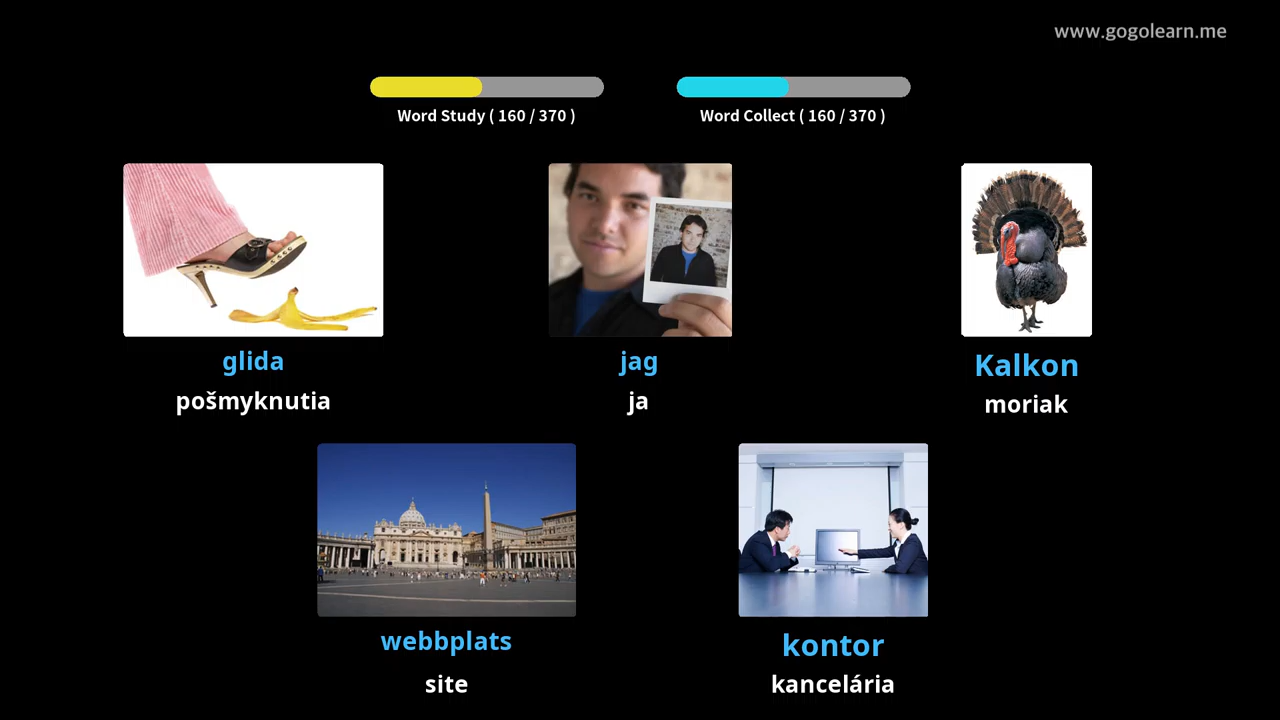 www.gogolearn.me
Word Study ( 160 / 370 )
Word Collect ( 160 / 370 )
glida
jag
Kalkon
pošmyknutia
ja
moriak
webbplats
kontor
site
kancelária